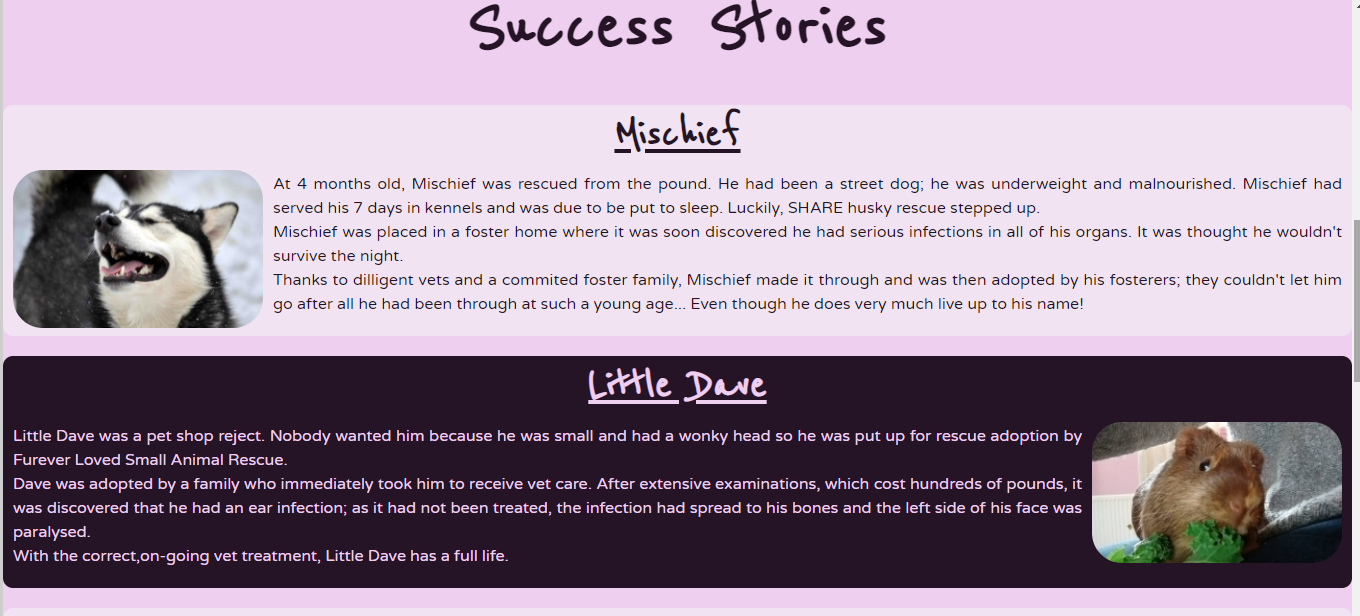 Success Stories
Mischief
At 4 months old, Mischief was rescued from the pound. He had been a street dog; he was underweight and malnourished. Mischief had
served his 7 days in kennels and was due to be put to sleep. Luckily, SHARE husky rescue stepped up.
Mischief was placed in a foster home where it was soon discovered he had serious infections in all of his organs. It was thought he wouldn't
survive the night.
Thanks to dilligent vets and a commited foster family, Mischief made it through and was then adopted by his fosterers; they couldn't let him
go after all he had been through at such a young age... Even though he does very much live up to his name!
Little Dave
Little Dave was a pet shop reject. Nobody wanted him because he was small and had a wonky head so he was put up for rescue adoption by
Furever Loved Small Animal Rescue.
Dave was adopted by a family who immediately took him to receive vet care. After extensive examinations, which cost hundreds of pounds, it
was discovered that he had an ear infection; as it had not been treated, the infection had spread to his bones and the left side of his face was
paralysed.
With the correct,on-going vet treatment, Little Dave has a full life.